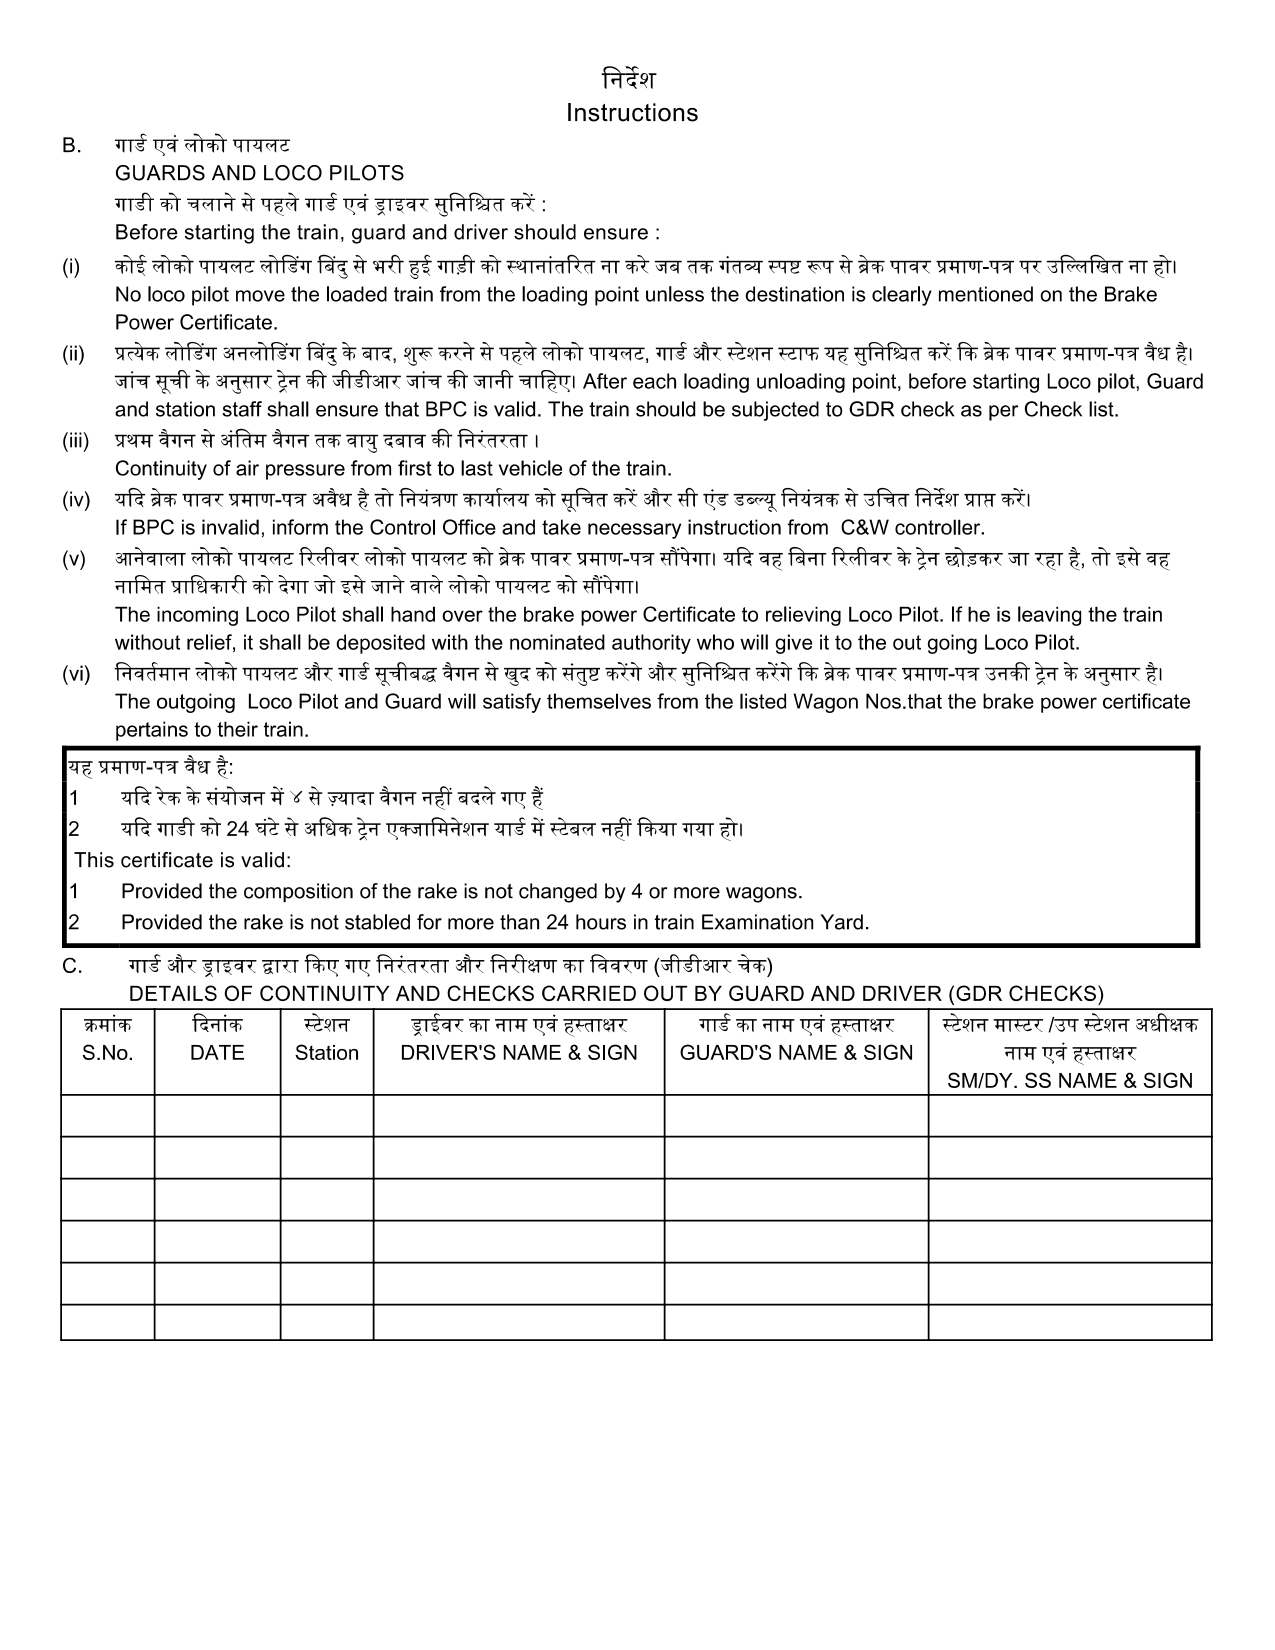 निर्देश
Instructions
B. गार्ड एवं लोको पायलट
GUARDS AND LOCO PILOTS
गाडी को चलाने से पहले गार्ड एवं ड्राइवर सुनिश्चित करें :
Before starting the train, guard and driver should ensure :
(i) कोई लोको पायलट लोडिंग बिंदु से भरी हुई गाड़ी को स्थानांतरित ना करे जब तक गंतव्य स्पष्ट रूप से ब्रेक पावर प्रमाण-पत्र पर उल्लिखित ना हो।
No loco pilot move the loaded train from the loading point unless the destination is clearly mentioned on the Brake
Power Certificate.
(ii) प्रत्येक लोडिंग अनलोडिंग बिंदु के बाद, शुरू करने से पहले लोको पायलट, गार्ड और स्टेशन स्टाफ यह सुनिश्चित करें कि ब्रेक पावर प्रमाण-पत्र वैध है।
जांच सूची के अनुसार ट्रेन की जीडीआर जांच की जानी चाहिए। After each loading unloading point, before starting Loco pilot, Guard
and station staff shall ensure that BPC is valid. The train should be subjected to GDR check as per Check list.
(iii) प्रथम वैगन से अंतिम वैगन तक वायु दबाव की निरंतरता ।
Continuity of air pressure from first to last vehicle of the train.
(iv) यदि ब्रेक पावर प्रमाण-पत्र अवैध है तो नियंत्रण कार्यालय को सूचित करें और सी एंड डब्ल्यू नियंत्रक से उचित निर्देश प्राप्त करें।
If BPC is invalid, inform the Control Office and take necessary instruction from C&W controller.
(v) आनेवाला लोको पायलट रिलीवर लोको पायलट को ब्रेक पावर प्रमाण-पत्र सौंपेगा। यदि वह बिना रिलीवर के ट्रेन छोड़कर जा रहा है, तो इसे वह
नामित प्राधिकारी को देगा जो इसे जाने वाले लोको पायलट को सौंपेगा।
The incoming Loco Pilot shall hand over the brake power Certificate to relieving Loco Pilot. If he is leaving the train
without relief, it shall be deposited with the nominated authority who will give it to the out going Loco Pilot.
(vi) निवर्तमान लोको पायलट और गार्ड सूचीबद्ध वैगन से खुद को संतुष्ट करेंगे और सुनिश्चित करेंगे कि ब्रेक पावर प्रमाण-पत्र उनकी ट्रेन के अनुसार है।
The outgoing Loco Pilot and Guard will satisfy themselves from the listed Wagon Nos.that the brake power certificate
pertains to their train.
यह प्रमाण-पत्र वैध है:
1 यदि रेक के संयोजन में ४ से ज़्यादा वैगन नहीं बदले गए हैं
2 यदि गाडी को 24 घंटे से अधिक ट्रेन एक्जामिनेशन यार्ड में स्टेबल नहीं किया गया हो।
This certificate is valid:
1 Provided the composition of the rake is not changed by 4 or more wagons.
2 Provided the rake is not stabled for more than 24 hours in train Examination Yard.
C. गार्ड और ड्राइवर द्वारा किए गए निरंतरता और निरीक्षण का विवरण (जीडीआर चेक)
DETAILS OF CONTINUITY AND CHECKS CARRIED OUT BY GUARD AND DRIVER (GDR CHECKS)
क्रमांक दिनांक स्टेशन ड्राईवर का नाम एवं हस्ताक्षर गार्ड का नाम एवं हस्ताक्षर स्टेशन मास्टर /उप स्टेशन अधीक्षक
S.No. DATE Station DRIVER'S NAME & SIGN GUARD'S NAME & SIGN नाम एवं हस्ताक्षर
SM/DY. SS NAME & SIGN